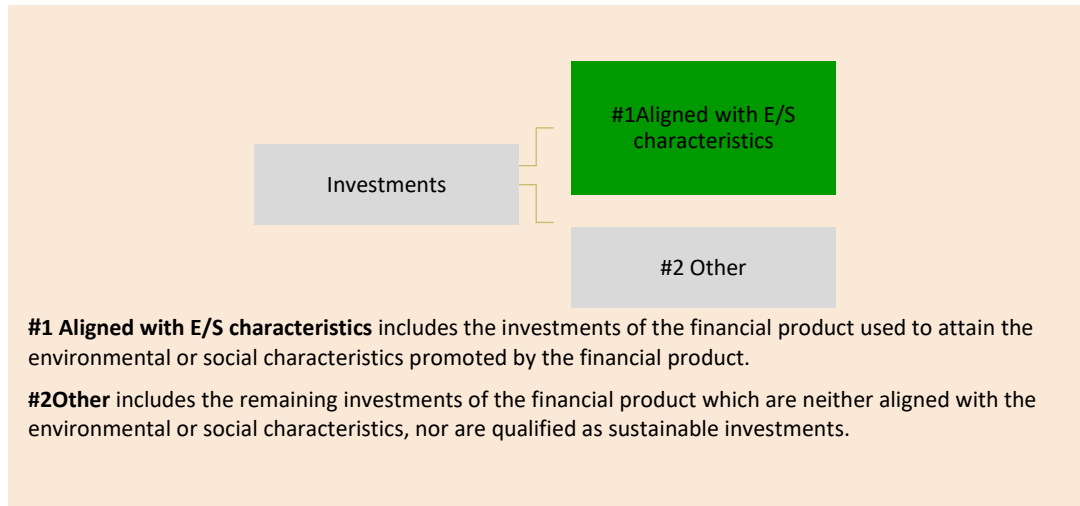 #1Aligned with E/S
characteristics
Investments
#2 Other
#1 Aligned with E/S characteristics includes the investments of the financial product used to attain the
environmental or social characteristics promoted by the financial product.
#2Other includes the remaining investments of the financial product which are neither aligned with the
environmental or social characteristics, nor are qualified as sustainable investments.